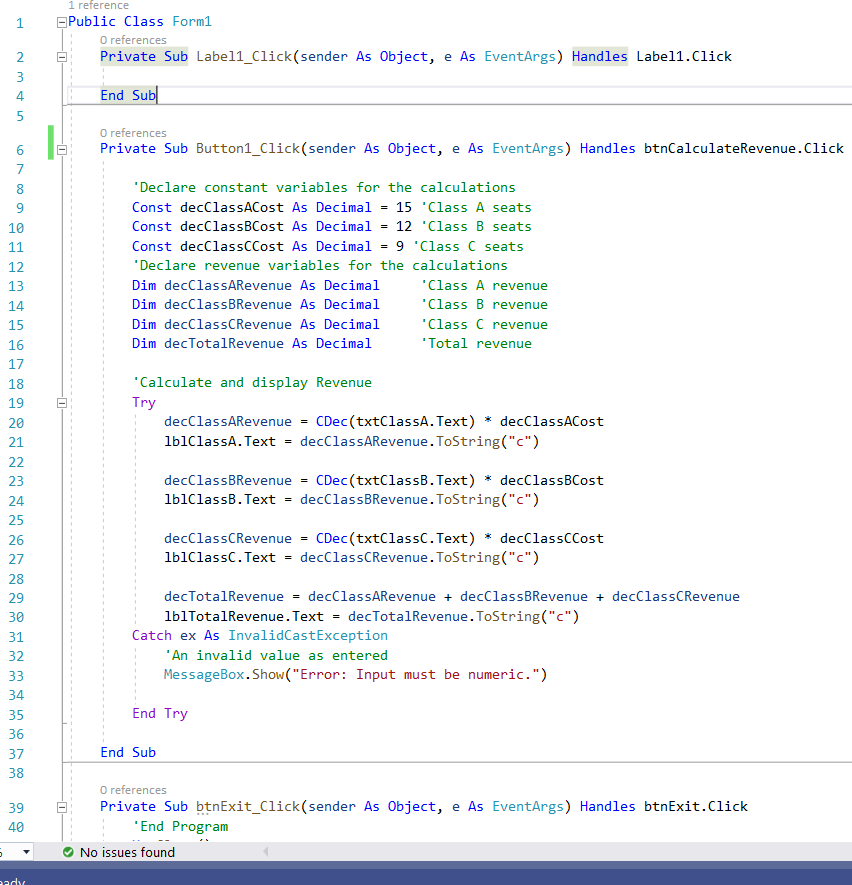 1 reference
1 Public Class Form1
0 references
2 Private Sub Label1_Click(sender As Object, e As EventArgs) Handles Label1.Click
3
4 End Sub
5
0 references
6 Private Sub Button1_Click(sender As Object, e As EventArgs) Handles btnCalculateRevenue.Click
7
8 'Declare constant variables for the calculations
9 Const decClassACost As Decimal = 15 'Class A seats
10 Const decClassBCost As Decimal = 12 'Class B seats
11 Const decClassCCost As Decimal = 9 'Class C seats
12 'Declare revenue variables for the calculations
13 Dim decClassARevenue As Decimal 'Class A revenue
14 Dim decClassBRevenue As Decimal 'Class B revenue
15 Dim decClassCRevenue As Decimal 'Class C revenue
16 Dim decTotalRevenue As Decimal 'Total revenue
17
18 'Calculate and display Revenue
19 Try
20 decClassARevenue = CDec(txtClassA.Text) * decClassACost
21 lblClassA.Text = decClassARevenue.ToString("c")
22
23 decClassBRevenue = CDec(txtClassB.Text) * decClassBCost
24 lblClassB.Text = decClassBRevenue.ToString("c")
25
26 decClassCRevenue = CDec(txtClassC.Text) * decClassCCost
27 lblClassC.Text = decClassCRevenue.ToString("c")
28
29 decTotalRevenue = decClassARevenue + decClassBRevenue + decClassCRevenue
30 lblTotalRevenue.Text = decTotalRevenue.ToString("c")
31 Catch ex As InvalidCastException
32 'An invalid value as entered
33 MessageBox.Show("Error: Input must be numeric.")
34
35 End Try
36
37 End Sub
38
0 references
39 Private Sub btnExit_Click(sender As Object, e As EventArgs) Handles btnExit.Click
40 'End Program
No issues found